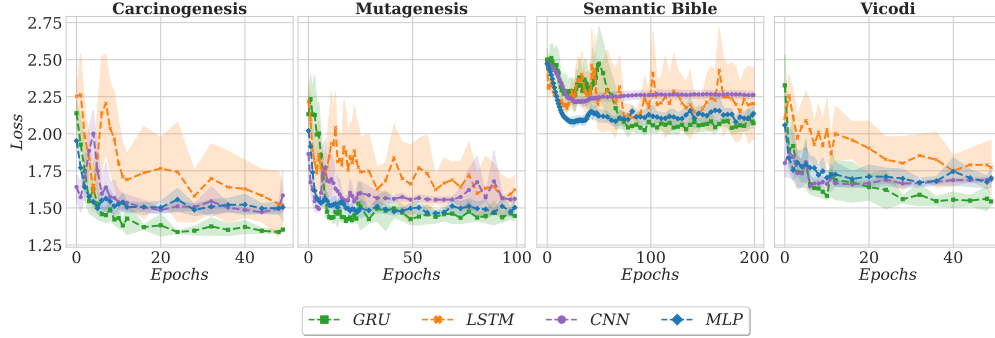 Carcinogenesis Mutagenesis Semantic Bible Vicodi
2.75
2.50
2.25
2.00
1.75
1.50
1.25
Loss
0 20 40 0 50 100 0 100 200 0 20 40
Epochs Epochs Epochs Epochs
GRU LSTM CNN MLP